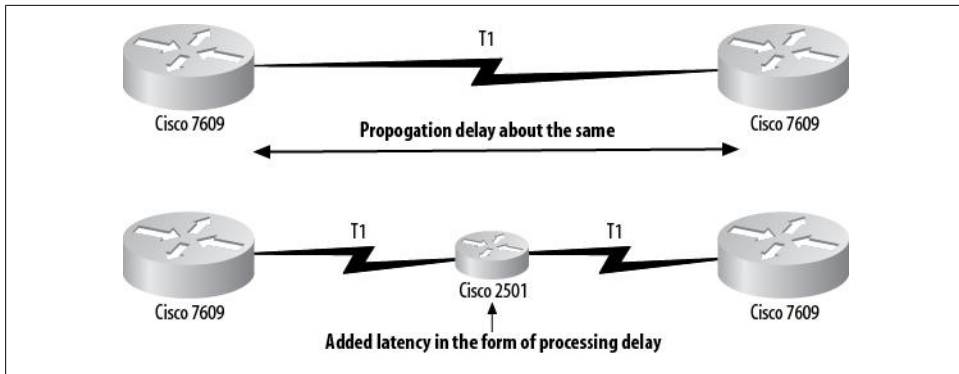 T1
Cisco 7609
Cisco 7609
Propogation delay about the same
T1
T1
Cisco 7609
Cisco 2501
Cisco 7609
Added latency in the form of processing delay